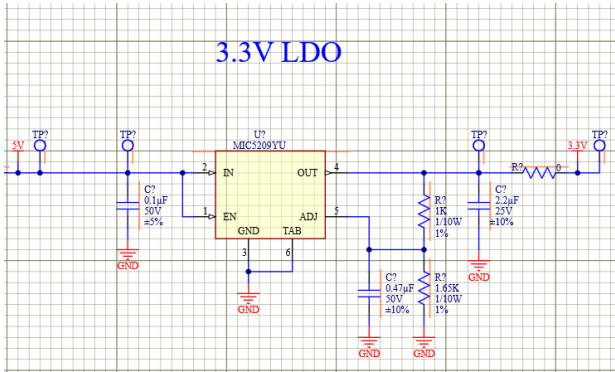 3.3V LDO
TP?
TP?
TP?
TP?
5V
U?
MIC5209YU
3.3V
R?
0
2
IN
OUT
4
C?
0.1µF
50V
±5%
1
EN
ADJ
5
GND
TAB
3
6
R?
1K
1/10W
1%
C?
2.2µF
25V
±10%
GND
GND
C?
0.47µF
50V
±10%
R?
1.65K
1/10W
1%
GND
GND
GND